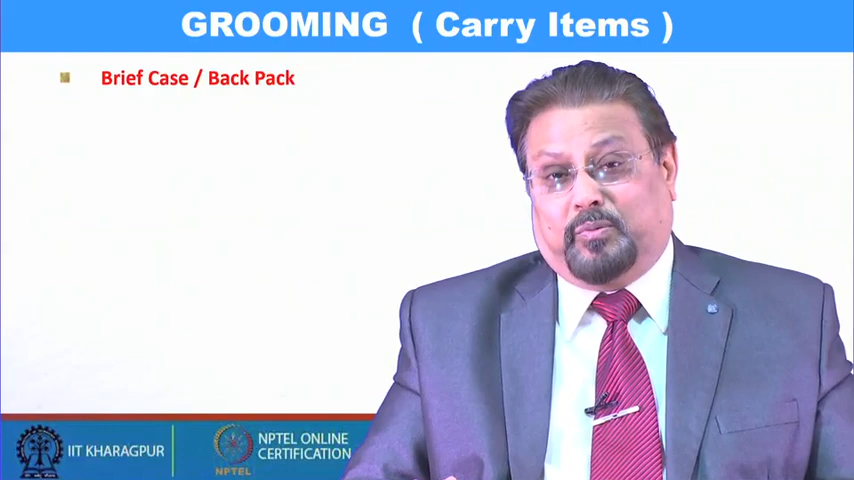 GROOMING ( Carry Items )
Brief Case / Back Pack
IIT KHARAGPUR
NPTEL ONLINE
CERTIFICATION
NPTEL